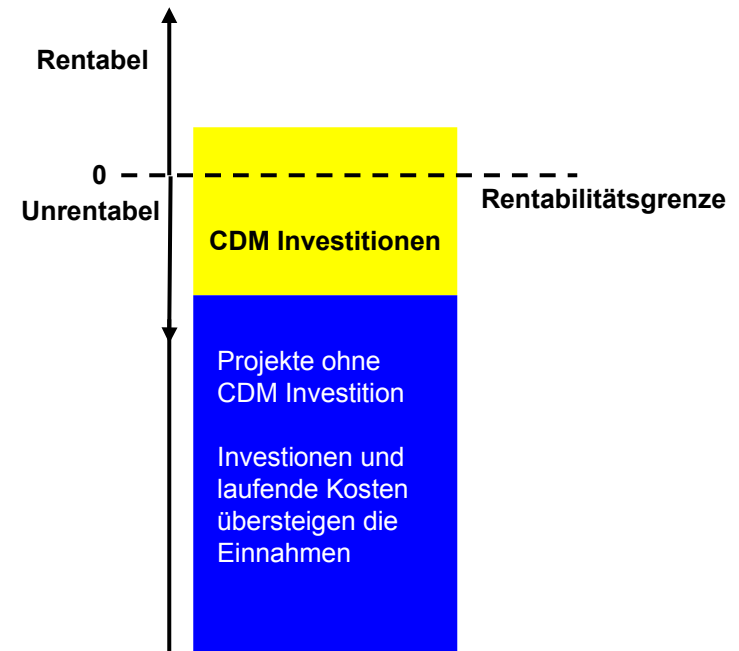 Rentabel
0
Unrentabel
Rentabilitätsgrenze
CDM Investitionen
Projekte ohne
CDM Investition
Investionen und
laufende Kosten
übersteigen die
Einnahmen